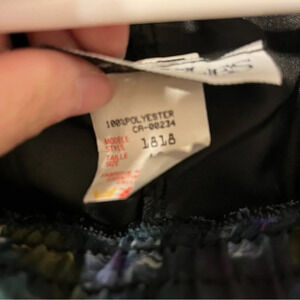 100%POLYESTER
CA-00234
MODELE
STYLE 1818
TAILLE
SIZE